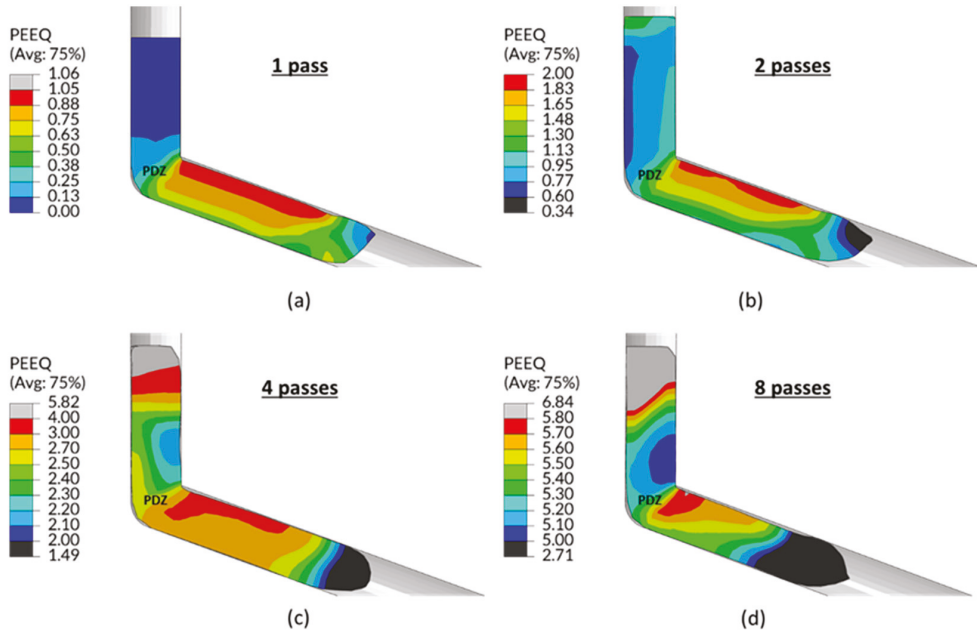 PEEQ
(Avg: 75%)
1.06
1.05
0.88
0.75
0.63
0.50
0.38
0.25
0.13
0.00
1 pass
PDZ
(a)
PEEQ
(Avg: 75%)
2.00
1.83
1.65
1.48
1.30
1.13
0.95
0.77
0.60
0.34
2 passes
PDZ
(b)
PEEQ
(Avg: 75%)
5.82
4.00
3.00
2.70
2.50
2.40
2.30
2.20
2.10
2.00
1.49
4 passes
PDZ
(c)
PEEQ
(Avg: 75%)
6.84
5.80
5.70
5.60
5.50
5.40
5.30
5.20
5.10
5.00
2.71
8 passes
PDZ
(d)